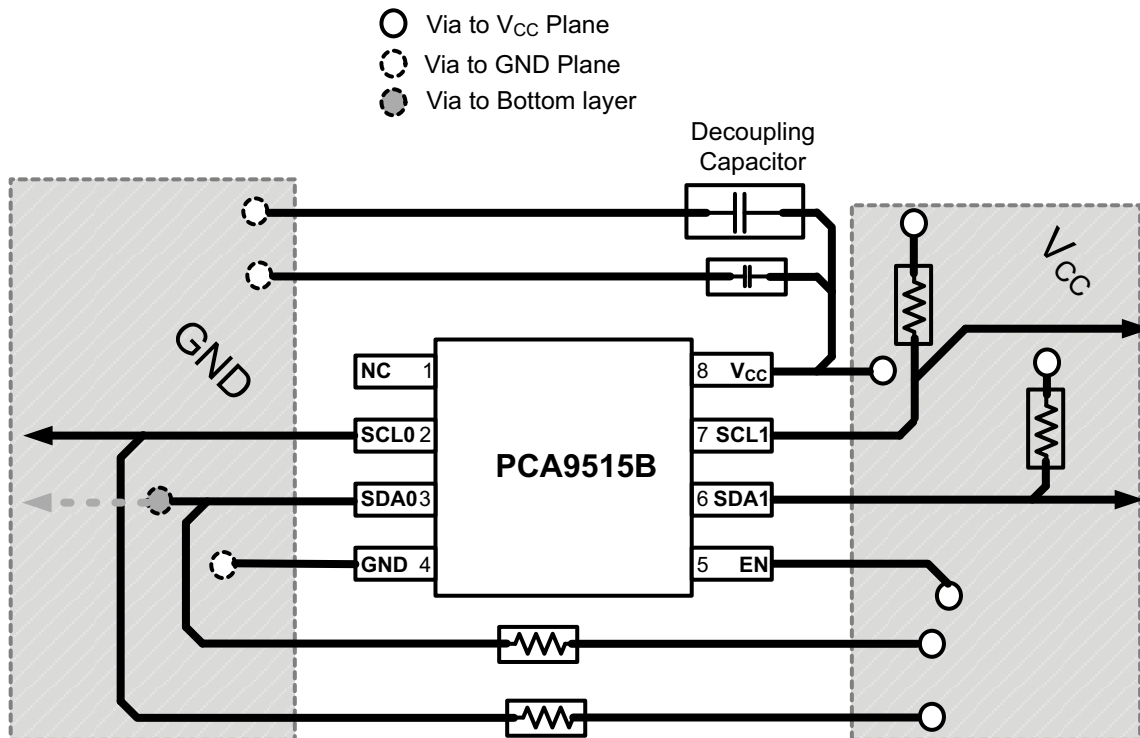 Via to VCC Plane
Via to GND Plane
Via to Bottom layer
Decoupling
Capacitor
VCC
GND
NC 1
8 VCC
SCL0 2
7 SCL1
PCA9515B
SDA0 3
6 SDA1
GND 4
5 EN